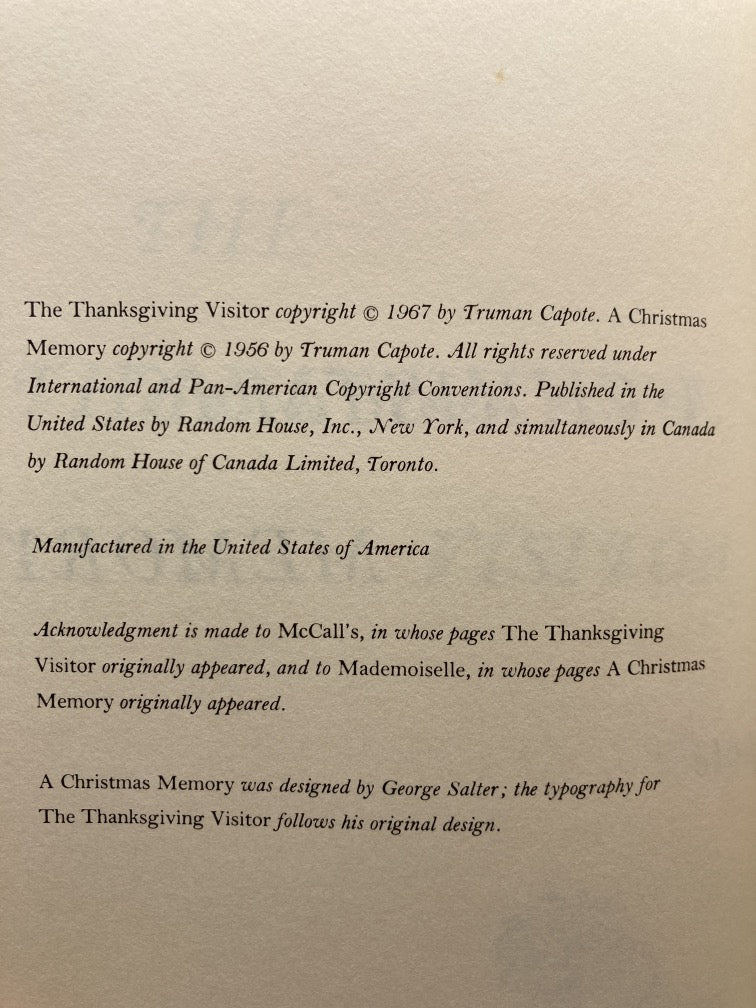 The Thanksgiving Visitor copyright © 1967 by Truman Capote. A Christmas
Memory copyright © 1956 by Truman Capote. All rights reserved under
International and Pan-American Copyright Conventions. Published in the
United States by Random House, Inc., New York, and simultaneously in Canada
by Random House of Canada Limited, Toronto.
Manufactured in the United States of America
Acknowledgment is made to McCall's, in whose pages The Thanksgiving
Visitor originally appeared, and to Mademoiselle, in whose pages A Christmas
Memory originally appeared.
A Christmas Memory was designed by George Salter; the typography for
The Thanksgiving Visitor follows his original design.